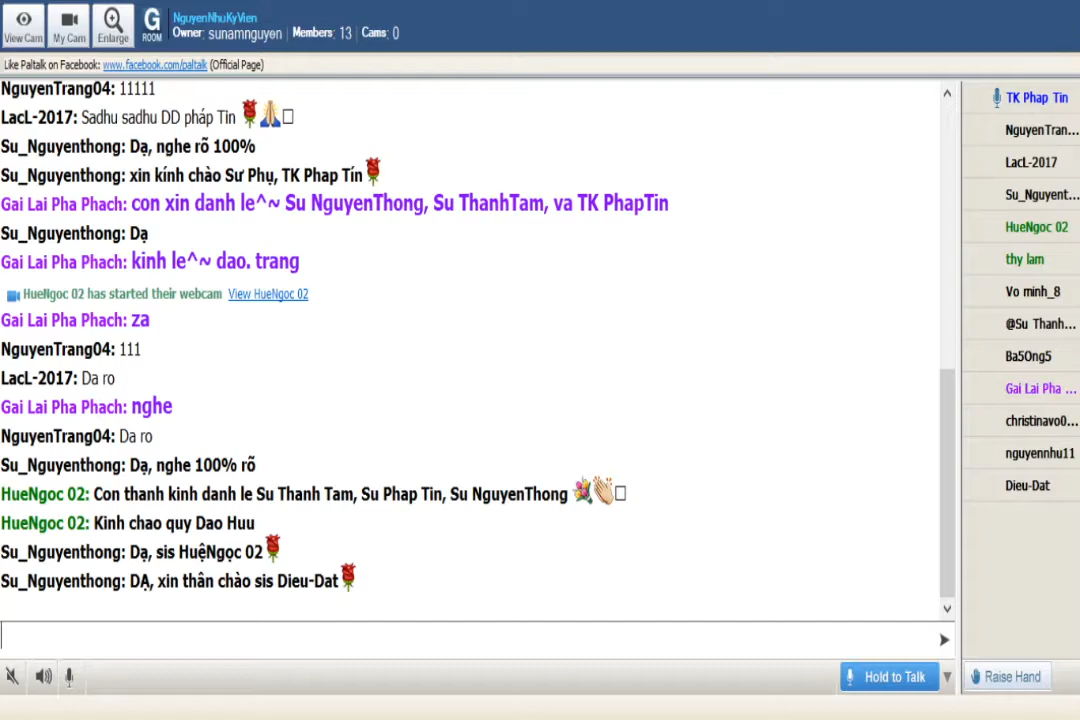 View Cam
My Cam
Enlarge
G
ROOM
NguyenNhuKyVien
Owner: sunamnguyen | Members: 13 | Cams: 0
Like Paltalk on Facebook: www.facebook.com/paltalk (Official Page)
NguyenTrang04: 11111
LacL-2017: Sadhu sadhu DD pháp Tin 🌹🙏
Su_Nguyenthong: Dạ, nghe rõ 100%
Su_Nguyenthong: xin kính chào Sư Phụ, TK Phap Tín🌹
Gai Lai Pha Phach: con xin danh le^~ Su NguyenThong, Su ThanhTam, va TK PhapTin
Su_Nguyenthong: Dạ
Gai Lai Pha Phach: kinh le^~ dao. trang
HueNgoc 02 has started their webcam View HueNgoc 02
Gai Lai Pha Phach: za
NguyenTrang04: 111
LacL-2017: Da ro
Gai Lai Pha Phach: nghe
NguyenTrang04: Da ro
Su_Nguyenthong: Dạ, nghe 100% rõ
HueNgoc 02: Con thanh kinh danh le Su Thanh Tam, Su Phap Tin, Su NguyenThong 💐👏
HueNgoc 02: Kinh chao quy Dao Huu
Su_Nguyenthong: Dạ, sis HuệNgọc 02🌹
Su_Nguyenthong: DẠ, xin thân chào sis Dieu-Dat🌹
Hold to Talk
TK Phap Tin
NguyenTran...
LacL-2017
Su_Nguyent...
HueNgoc 02
thy lam
Vo minh_8
@Su Thanh...
Ba5Ong5
Gai Lai Pha ...
christinavo0...
nguyennhu11
Dieu-Dat
Raise Hand